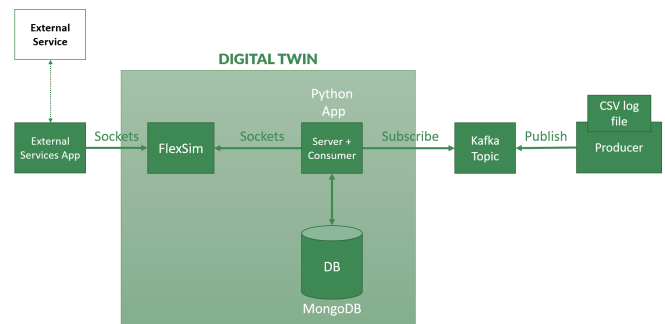 External
Service
DIGITAL TWIN
Python
App
CSV log
file
External
Services App
Sockets
FlexSim
Sockets
Server +
Consumer
Subscribe
Kafka
Topic
Publish
Producer
DB
MongoDB